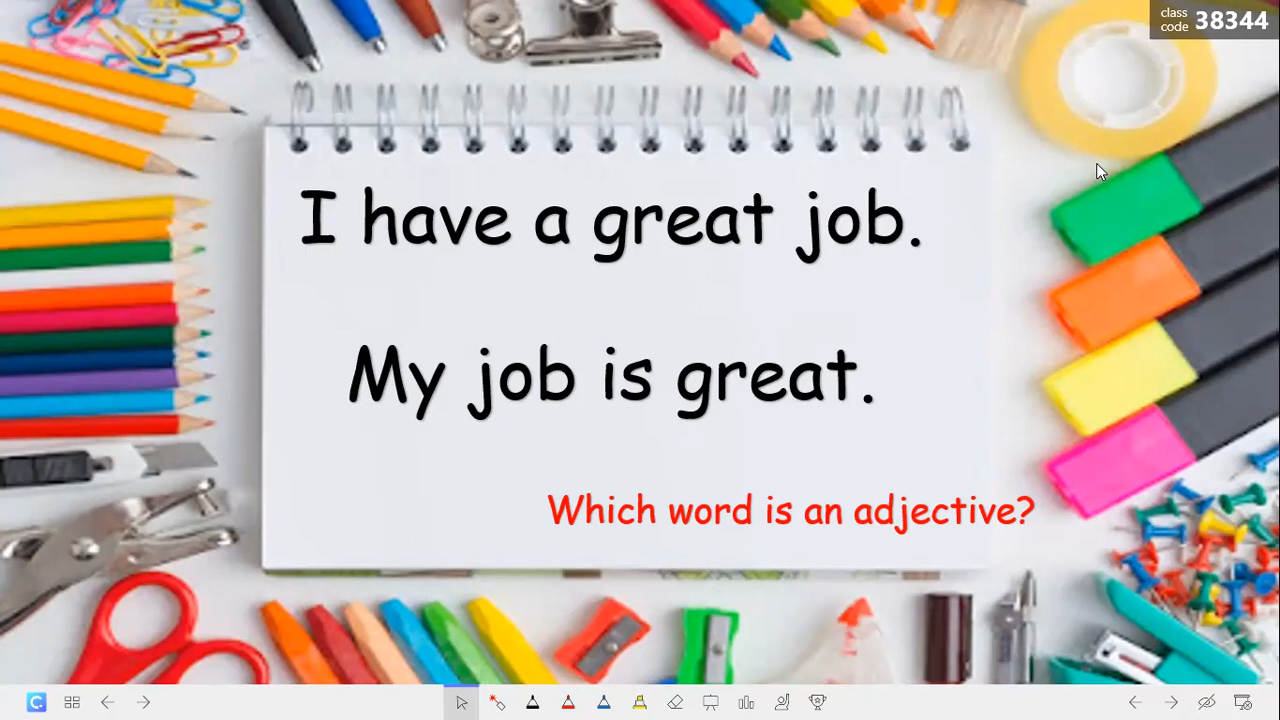 class
code 38344
I have a great job.
My job is great.
Which word is an adjective?